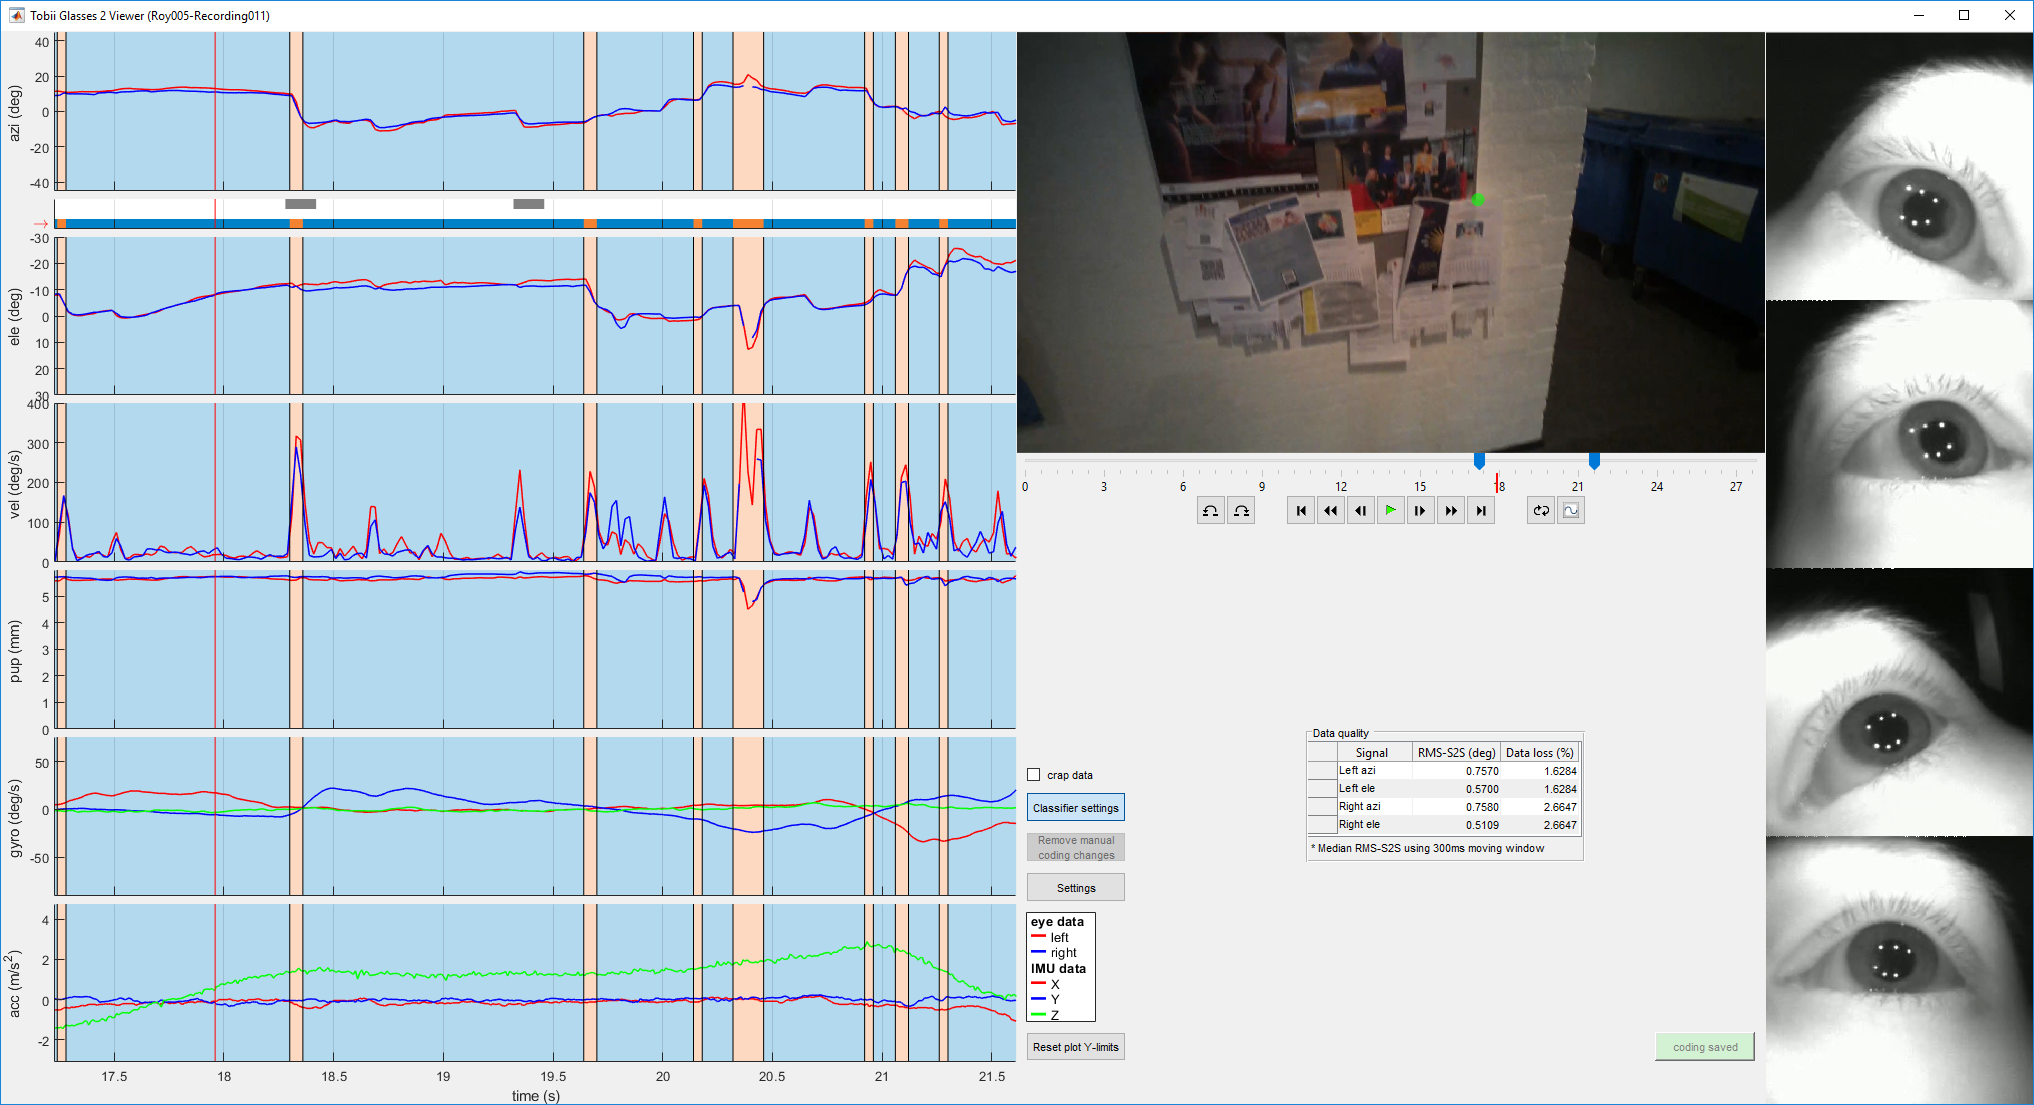 Tobii Glasses 2 Viewer (Roy005-Recording011)
azi (deg)
40
20
0
-20
-40
ele (deg)
-30
-20
-10
0
10
20
30
vel (deg/s)
400
300
200
100
0
pup (mm)
5
4
3
2
1
0
gyro (deg/s)
50
0
-50
acc (m/s2)
4
2
0
-2
17.5 18 18.5 19 19.5 20 20.5 21 21.5
time (s)
0 3 6 9 12 15 18 21 24 27
crap data
Classifier settings
Remove manual
coding changes
Settings
eye data
left
right
IMU data
X
Y
Z
Reset plot Y-limits
Data quality
Signal RMS-S2S (deg) Data loss (%)
Left azi 0.7570 1.6284
Left ele 0.5700 1.6284
Right azi 0.7580 2.6647
Right ele 0.5109 2.6647
* Median RMS-S2S using 300ms moving window
coding saved